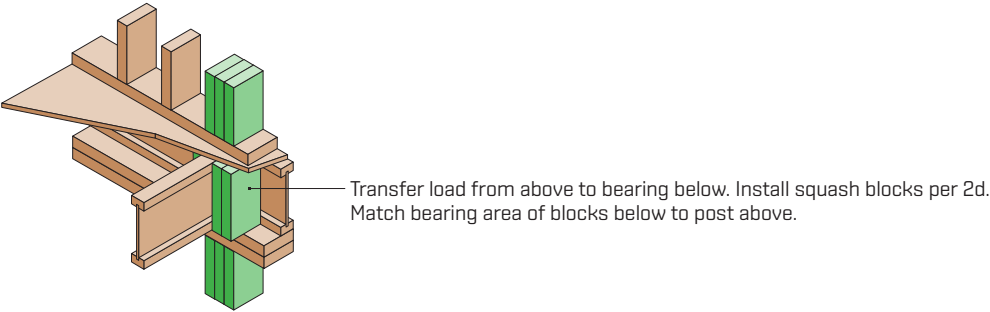 Transfer load from above to bearing below. Install squash blocks per 2d.
Match bearing area of blocks below to post above.